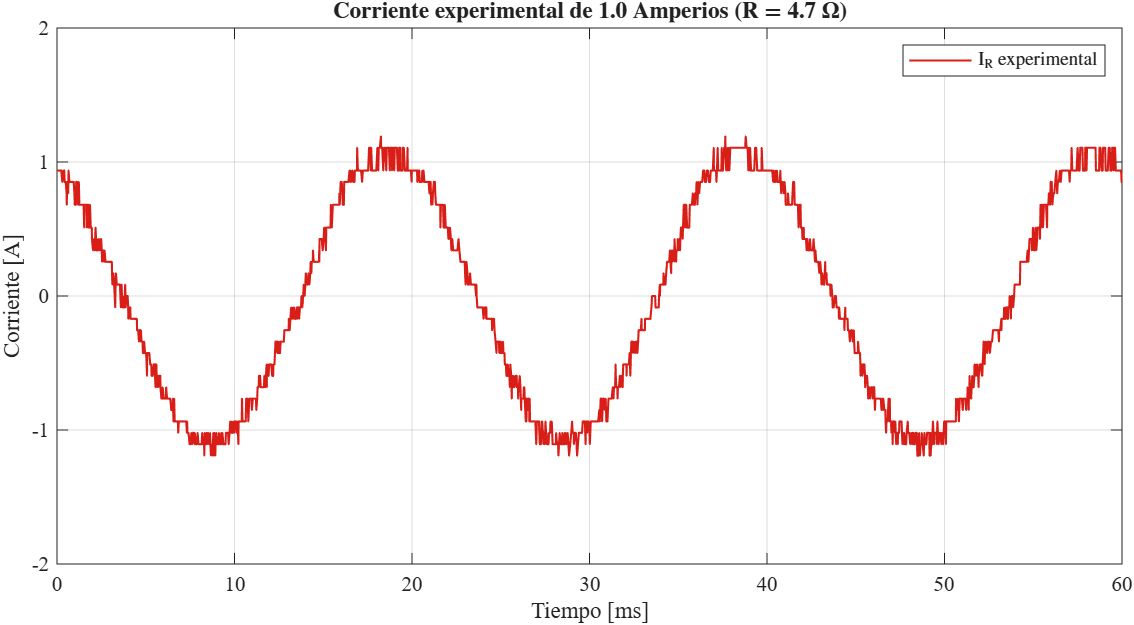 Corriente experimental de 1.0 Amperios (R = 4.7 Ω)
I_R experimental
2
1
0
-1
-2
Corriente [A]
0 10 20 30 40 50 60
Tiempo [ms]